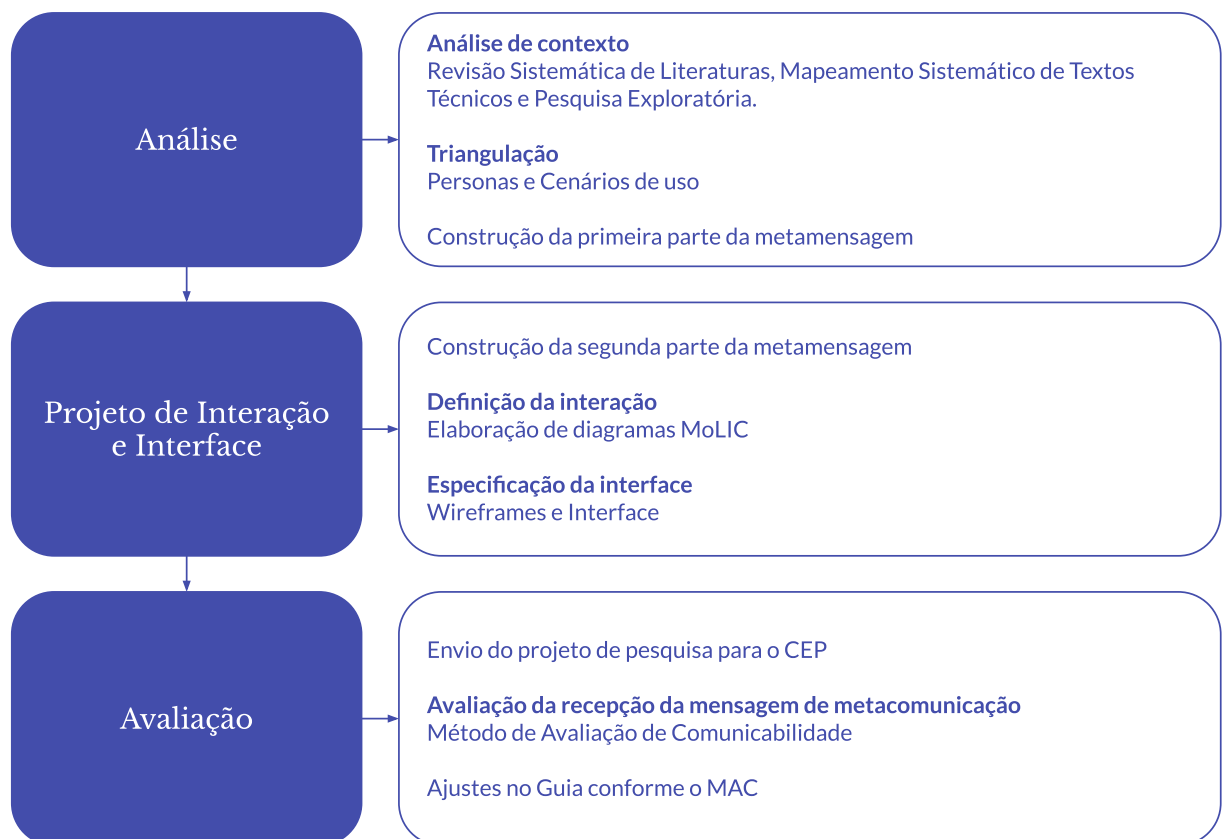 Análise
Análise de contexto
Revisão Sistemática de Literaturas, Mapeamento Sistemático de Textos
Técnicos e Pesquisa Exploratória.
Triangulação
Personas e Cenários de uso
Construção da primeira parte da metamensagem
Projeto de Interação
e Interface
Construção da segunda parte da metamensagem
Definição da interação
Elaboração de diagramas MoLIC
Especificação da interface
Wireframes e Interface
Avaliação
Envio do projeto de pesquisa para o CEP
Avaliação da recepção da mensagem de metacomunicação
Método de Avaliação de Comunicabilidade
Ajustes no Guia conforme o MAC